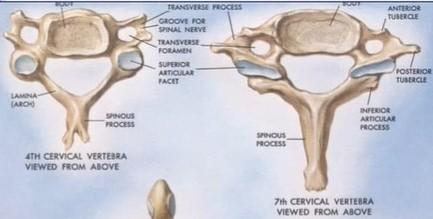 BODY
TRANSVERSE PROCESS
BODY
ANTERIOR
TUBERCLE
GROOVE FOR
SPINAL NERVE
TRANSVERSE
FORAMEN
SUPERIOR
ARTICULAR
FACET
POSTERIOR
TUBERCLE
LAMINA
(ARCH)
SPINOUS
PROCESS
INFERIOR
ARTICULAR
PROCESS
SPINOUS
PROCESS
4TH CERVICAL VERTEBRA
VIEWED FROM ABOVE
7th CERVICAL VERTEBRA
VIEWED FROM ABOVE